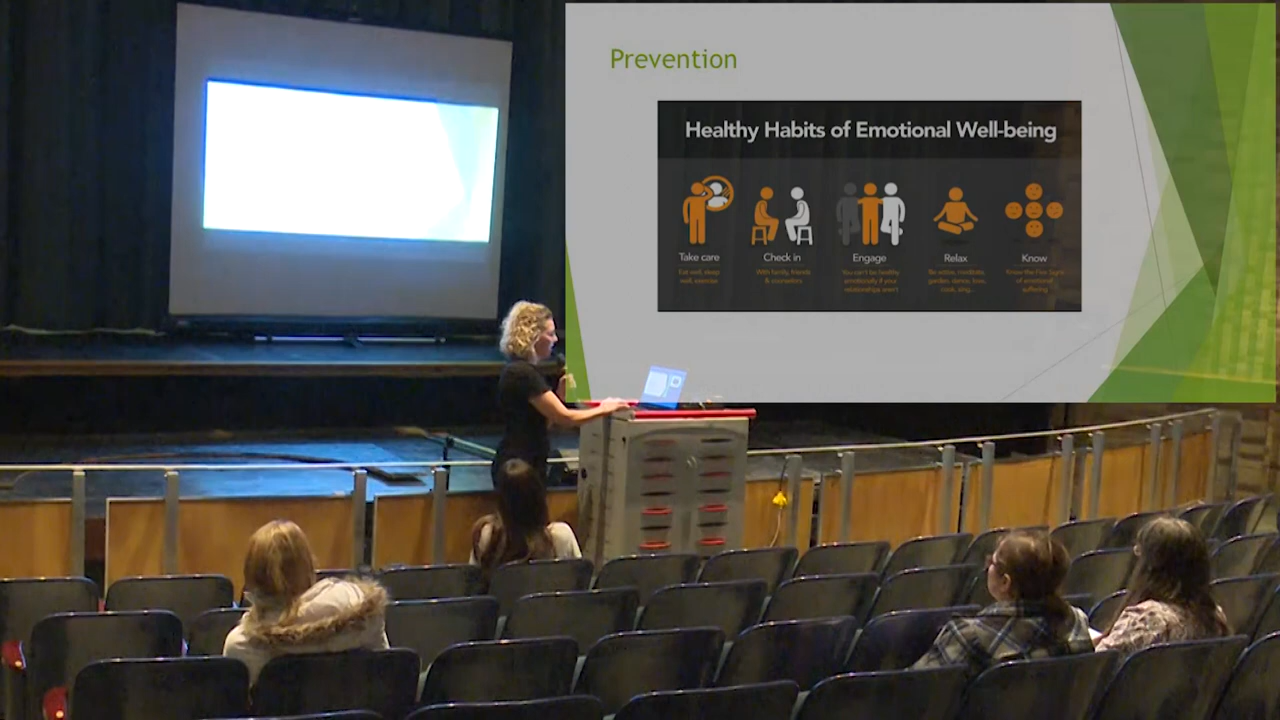 Prevention
Healthy Habits of Emotional Well-being
Take care
Eat well, sleep
well, exercise
Check in
With family, friends
& counselors
Engage
You can't be healthy
emotionally if your
relationships aren't
Relax
Be active, meditate,
garden, dance, bike,
cook, sing...
Know
Know the Five Signs
of emotional
suffering